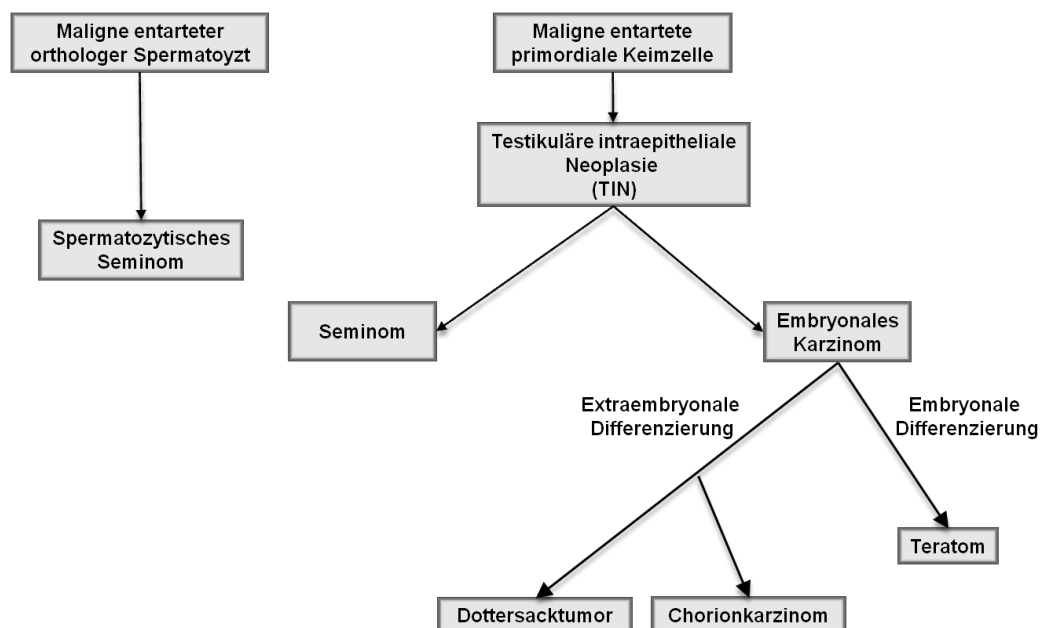 Maligne entarteter
orthologer Spermatoyzt
Maligne entartete
primordiale Keimzelle
Testikuläre intraepitheliale
Neoplasie
(TIN)
Spermatozytisches
Seminom
Seminom
Embryonales
Karzinom
Extraembryonale
Differenzierung
Embryonale
Differenzierung
Teratom
Dottersacktumor
Chorionkarzinom